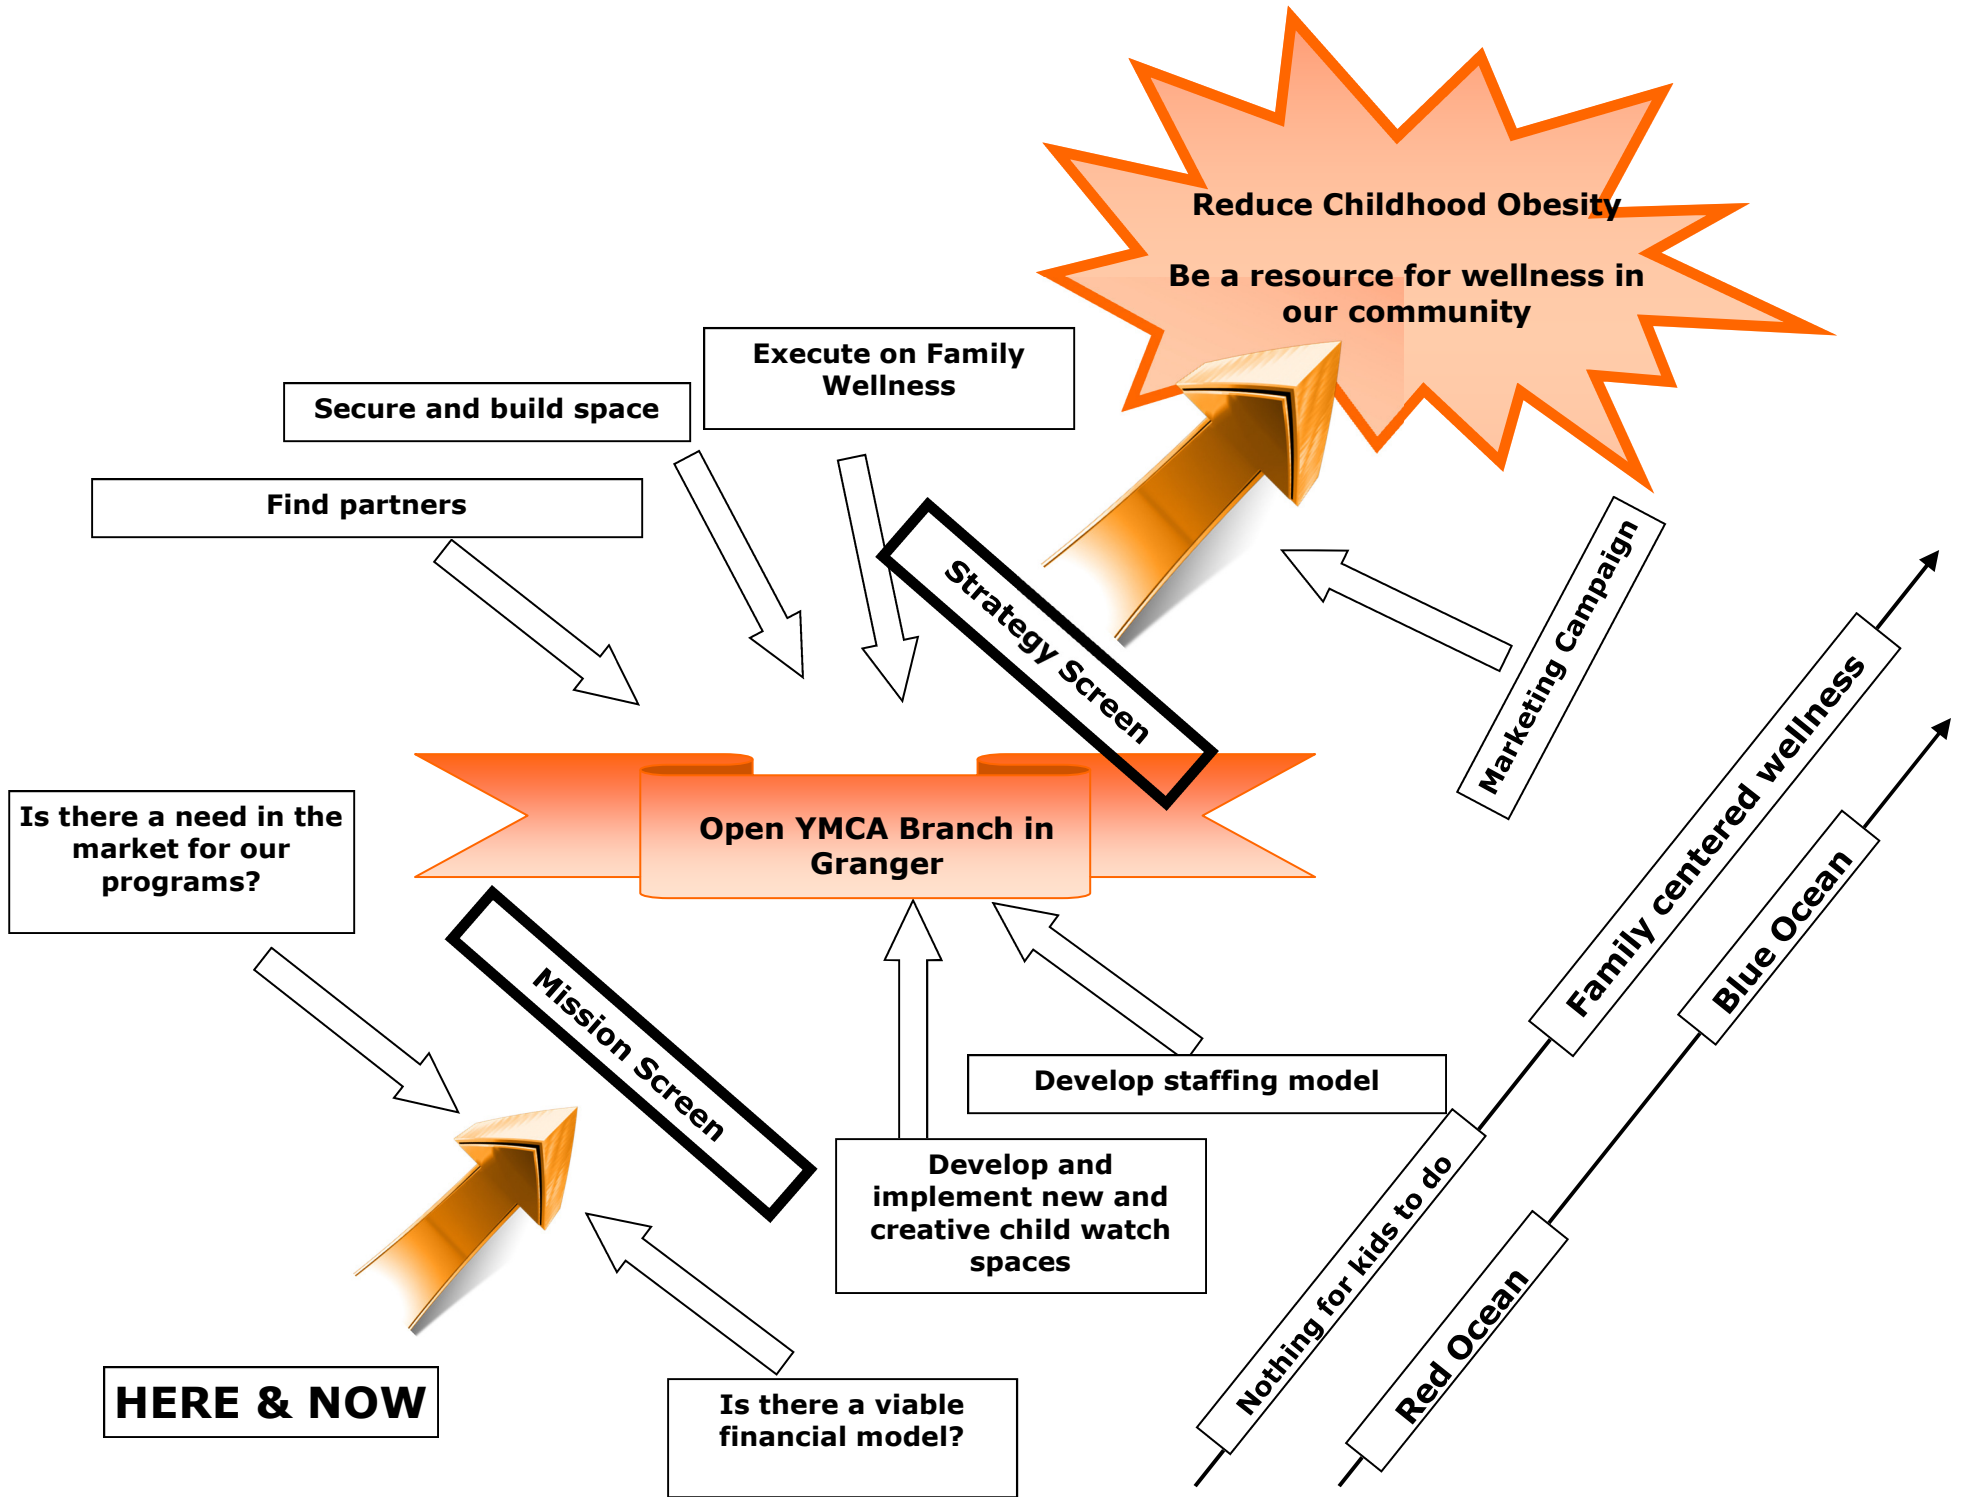 Reduce Childhood Obesity
Be a resource for wellness in
our community
Execute on Family
Wellness
Secure and build space
Find partners
Strategy Screen
Marketing Campaign
Family centered wellness
Is there a need in the
market for our
programs?
Open YMCA Branch in
Granger
Blue Ocean
Mission Screen
Develop staffing model
Develop and
implement new and
creative child watch
spaces
Nothing for kids to do
Red Ocean
HERE & NOW
Is there a viable
financial model?